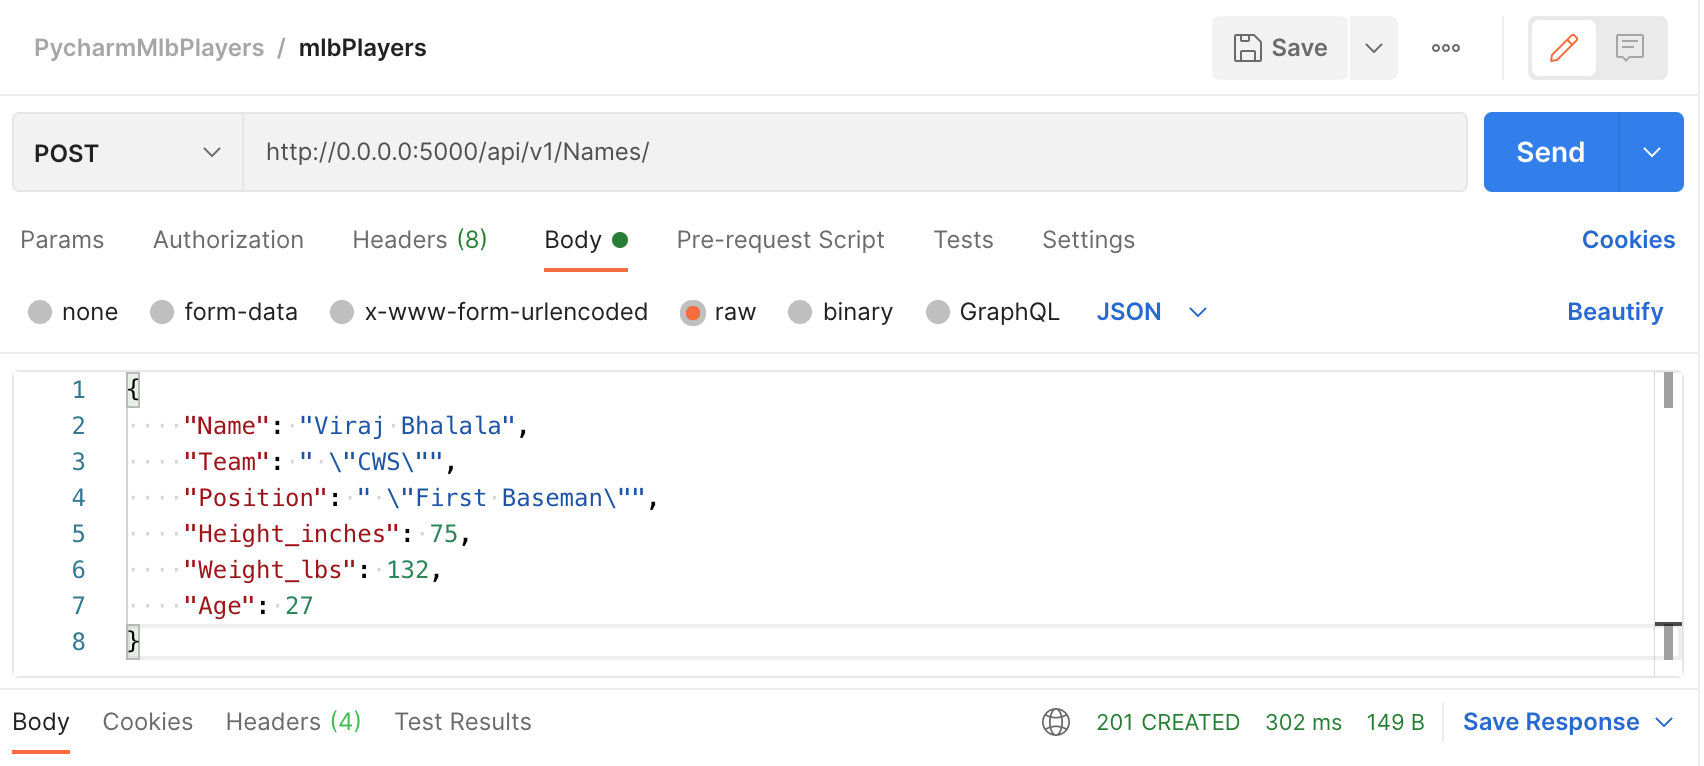 PycharmMlbPlayers / mlbPlayers Save
POST http://0.0.0.0:5000/api/v1/Names/ Send
Params Authorization Headers (8) Body Pre-request Script Tests Settings Cookies
none form-data x-www-form-urlencoded raw binary GraphQL JSON Beautify
1 {
2 "Name": "Viraj Bhalala",
3 "Team": " \"CWS\"",
4 "Position": " \"First Baseman\"",
5 "Height_inches": 75,
6 "Weight_lbs": 132,
7 "Age": 27
8 }
Body Cookies Headers (4) Test Results 201 CREATED 302 ms 149 B Save Response